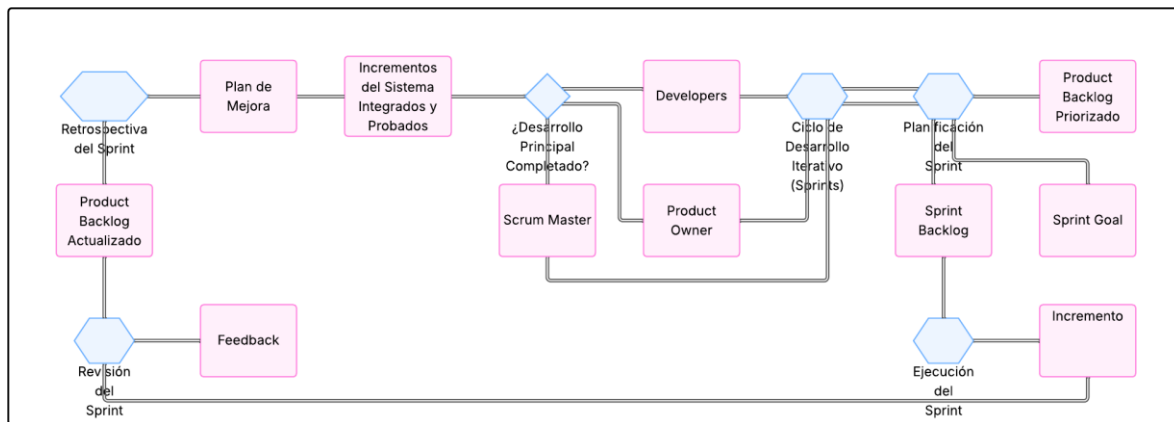 Retrospectiva
del Sprint
Plan de
Mejora
Incrementos
del Sistema
Integrados y
Probados
¿Desarrollo
Principal
Completado?
Developers
Ciclo de
Desarrollo
Iterativo
(Sprints)
Planificación
del
Sprint
Product
Backlog
Priorizado
Product
Backlog
Actualizado
Scrum Master
Product
Owner
Sprint
Backlog
Sprint Goal
Revisión
del
Sprint
Feedback
Ejecución
del
Sprint
Incremento